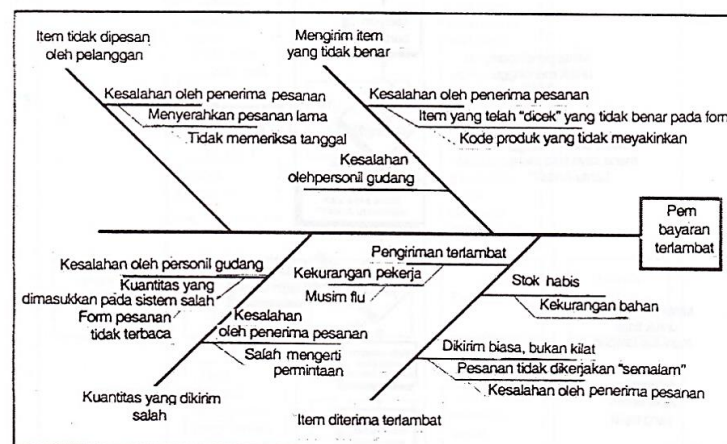 Item tidak dipesan
oleh pelanggan
Mengirim item
yang tidak benar
Kesalahan oleh penerima pesanan
Menyerahkan pesanan lama
Tidak memeriksa tanggal
Kesalahan oleh penerima pesanan
Item yang telah "dicek" yang tidak benar pada form
Kode produk yang tidak meyakinkan
Kesalahan
olehpersonil gudang
Pem
bayaran
terlambat
Kesalahan oleh personil gudang
Kuantitas yang
dimasukkan pada sistem salah
Form pesanan
tidak terbaca
Kesalahan
oleh penerima pesanan
Salah mengerti
permintaan
Kuantitas yang dikirim
salah
Pengiriman terlambat
Kekurangan pekerja
Musim flu
Stok habis
Kekurangan bahan
Dikirim biasa, bukan kilat
Pesanan tidak dikerjakan "semalam"
Kesalahan oleh penerima pesanan
Item diterima terlambat